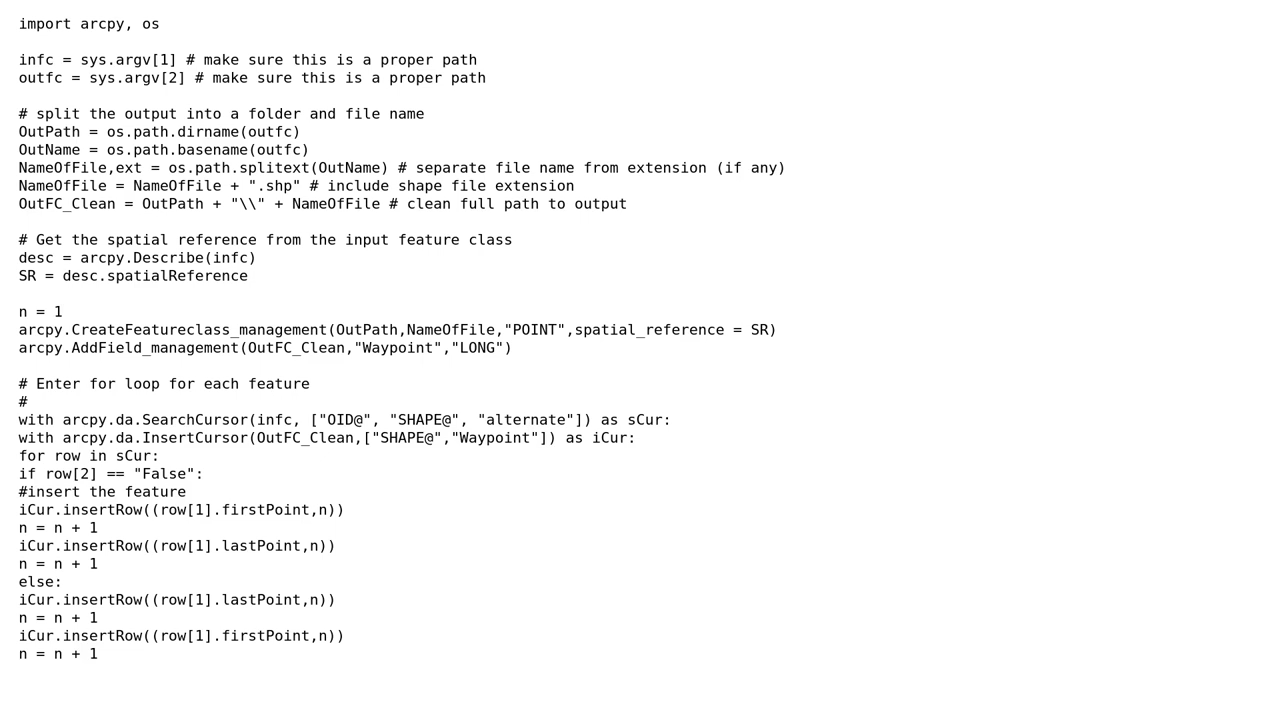 import arcpy, os
infc = sys.argv[1] # make sure this is a proper path
outfc = sys.argv[2] # make sure this is a proper path
# split the output into a folder and file name
OutPath = os.path.dirname(outfc)
OutName = os.path.basename(outfc)
NameOfFile,ext = os.path.splitext(OutName) # separate file name from extension (if any)
NameOfFile = NameOfFile + ".shp" # include shape file extension
OutFC_Clean = OutPath + "\\" + NameOfFile # clean full path to output
# Get the spatial reference from the input feature class
desc = arcpy.Describe(infc)
SR = desc.spatialReference
n = 1
arcpy.CreateFeatureclass_management(OutPath,NameOfFile,"POINT",spatial_reference = SR)
arcpy.AddField_management(OutFC_Clean,"Waypoint","LONG")
# Enter for loop for each feature
#
with arcpy.da.SearchCursor(infc, ["OID@", "SHAPE@", "alternate"]) as sCur:
with arcpy.da.InsertCursor(OutFC_Clean,["SHAPE@","Waypoint"]) as iCur:
for row in sCur:
if row[2] == "False":
#insert the feature
iCur.insertRow((row[1].firstPoint,n))
n = n + 1
iCur.insertRow((row[1].lastPoint,n))
n = n + 1
else:
iCur.insertRow((row[1].lastPoint,n))
n = n + 1
iCur.insertRow((row[1].firstPoint,n))
n = n + 1